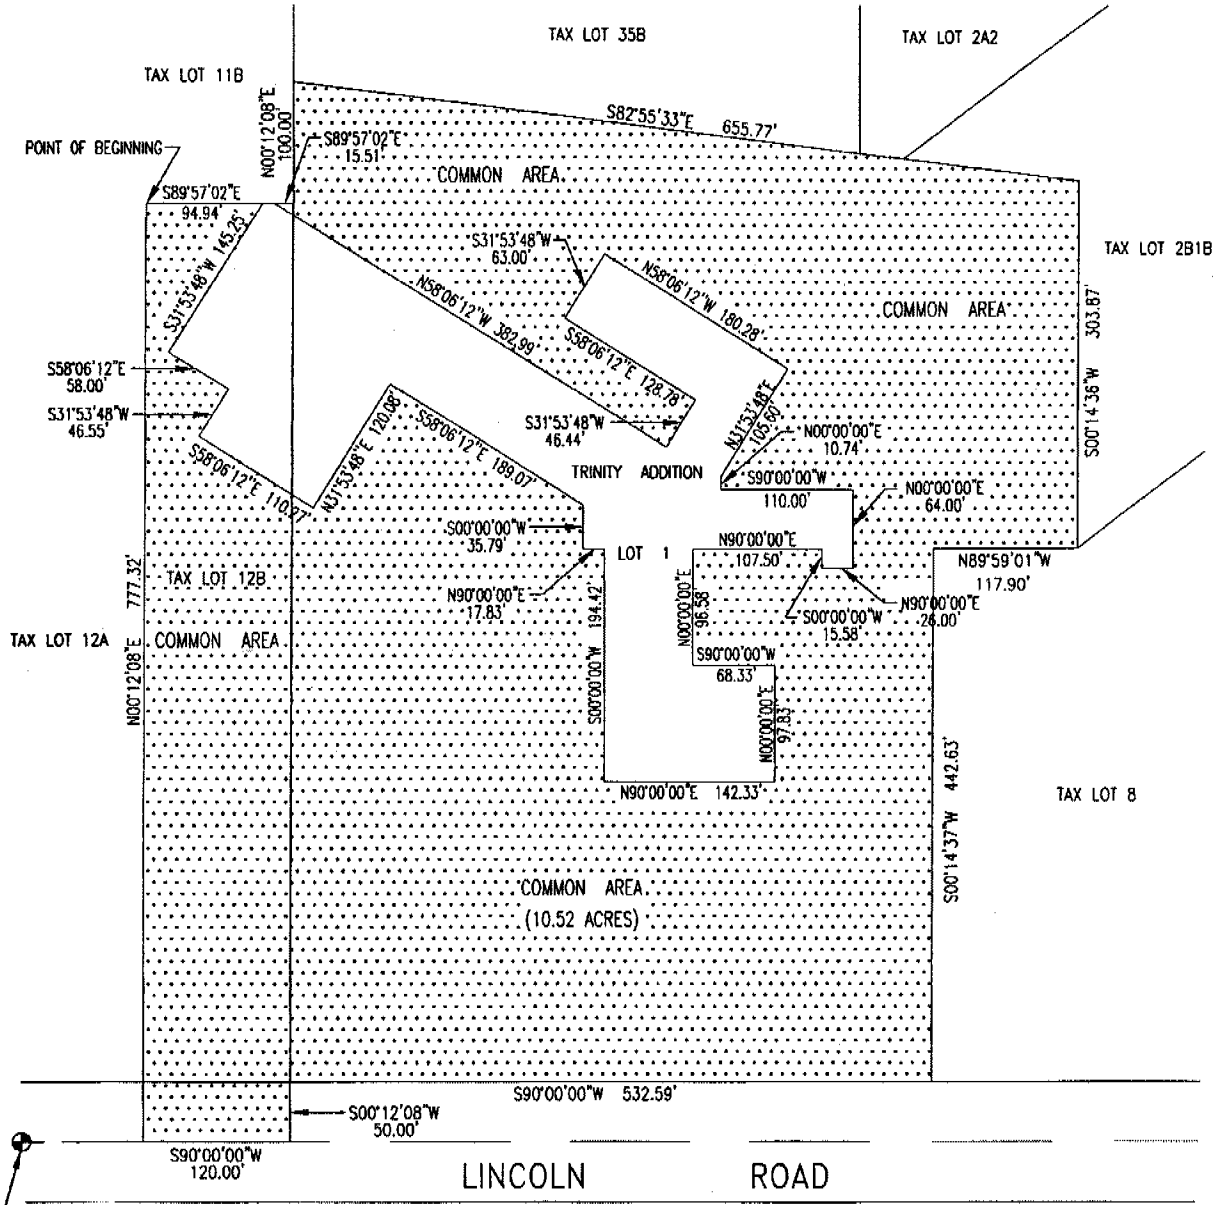 TAX LOT 35B
TAX LOT 2A2
TAX LOT 11B
N00°12'08"E
100.00'
S82°55'33"E 655.77'
POINT OF BEGINNING
S89°57'02"E
15.51'
COMMON AREA
S89°57'02"E
94.94'
S31°53'48"W 145.25'
S31°53'48"W
63.00'
TAX LOT 2B1B
N58°06'12"W 382.99
N58°06'12"W 180.28'
COMMON AREA
S00°14'36"W 303.87'
S58°06'12"E 128.78'
S58°06'12"E
58.00'
S31°53'48"W
46.55'
S58°06'12"E 110.27'
N31°53'48"E 120.08'
S58°06'12"E 189.07'
S31°53'48"W
46.44'
N31°53'48"E
105.60'
N00°00'00"E
10.74'
TRINITY ADDITION
S90°00'00"W
110.00'
N00°00'00"E
64.00'
S00°00'00"W
35.79'
LOT 1
N90°00'00"E
107.50'
N89°59'01"W
117.90'
N90°00'00"E
17.83'
N90°00'00"E
26.00'
S00°00'00"W
15.58'
TAX LOT 12B
777.32'
N00°12'08"E
TAX LOT 12A
COMMON AREA
S00°00'00"W 194.42'
N00°00'00"E
96.58
S90°00'00"W
68.33'
N00°00'00"E
97.83
N90°00'00"E 142.33'
S00°14'37"W 442.63'
TAX LOT 8
COMMON AREA
(10.52 ACRES)
S90°00'00"W 532.59'
S00°12'08"W
50.00'
S90°00'00"W
120.00'
LINCOLN ROAD